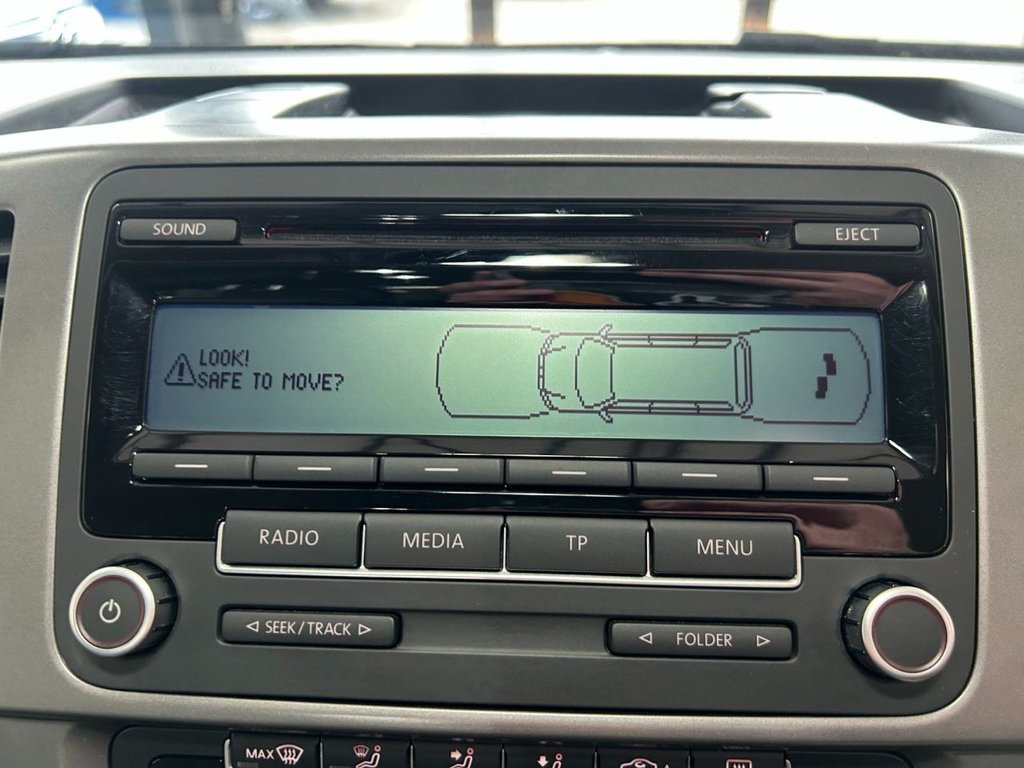 SOUND
EJECT
LOOK!
SAFE TO MOVE?
RADIO
MEDIA
TP
MENU
SEEK/TRACK
FOLDER
MAX